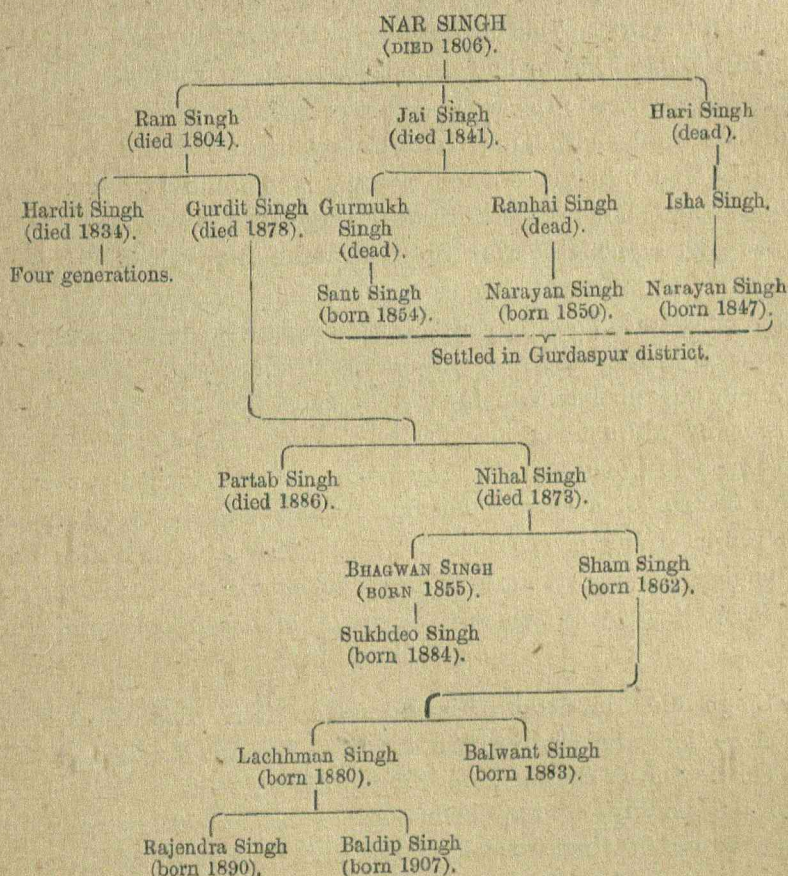 NAR SINGH
(DIED 1806).
Ram Singh
(died 1804).
Jai Singh
(died 1841).
Hari Singh
(dead).
Hardit Singh
(died 1834).
Four generations.
Gurdit Singh
(died 1878).
Gurmukh
Singh
(dead).
Sant Singh
(born 1854).
Ranhai Singh
(dead).
Narayan Singh
(born 1850).
Isha Singh.
Narayan Singh
(born 1847).
Settled in Gurdaspur district.
Partab Singh
(died 1886).
Nihal Singh
(died 1873).
BHAGWAN SINGH
(BORN 1855).
Sukhdeo Singh
(born 1884).
Sham Singh
(born 1862).
Lachhman Singh
(born 1880).
Balwant Singh
(born 1883).
Rajendra Singh
(born 1890).
Baldip Singh
(born 1907).